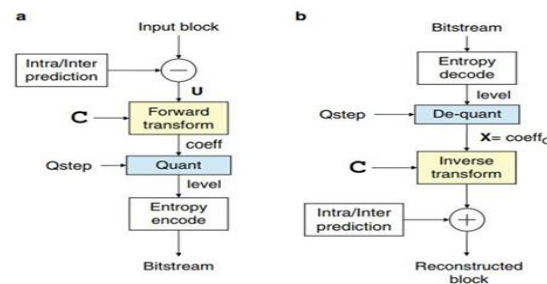 a
Input block
Intra/Inter
prediction
−
U
C
Forward
transform
coeff
Qstep
Quant
level
Entropy
encode
Bitstream
b
Bitstream
Entropy
decode
level
Qstep
De-quant
X= coeffQ
C
Inverse
transform
Intra/Inter
prediction
+
Reconstructed
block